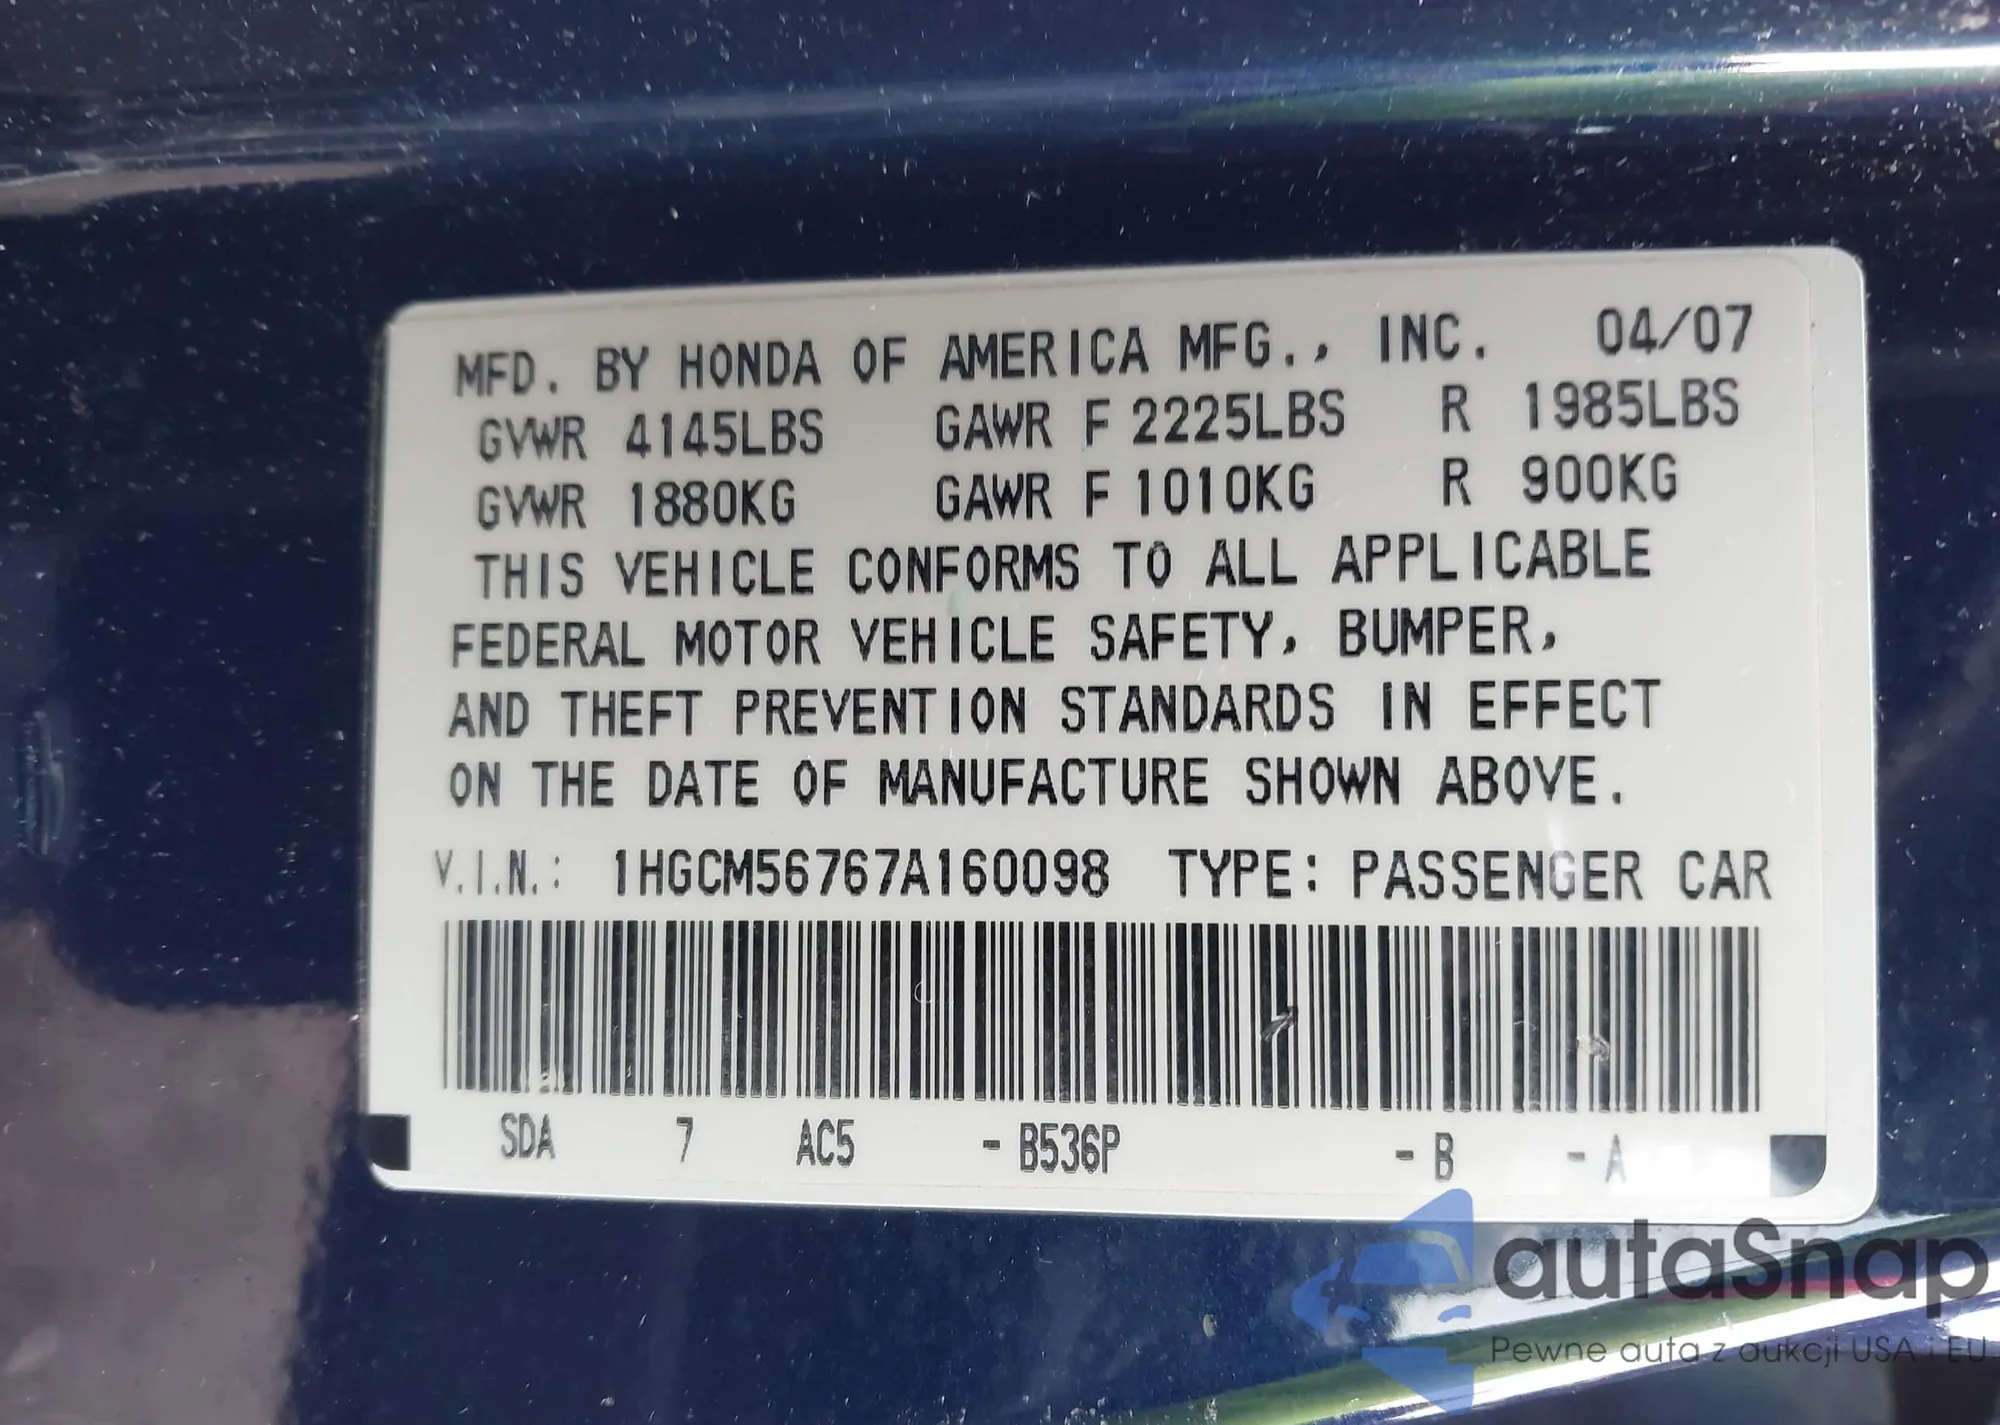 MFD. BY HONDA OF AMERICA MFG., INC. 04/07
GVWR 4145LBS GAWR F 2225LBS R 1985LBS
GVWR 1880KG GAWR F 1010KG R 900KG
THIS VEHICLE CONFORMS TO ALL APPLICABLE
FEDERAL MOTOR VEHICLE SAFETY, BUMPER,
AND THEFT PREVENTION STANDARDS IN EFFECT
ON THE DATE OF MANUFACTURE SHOWN ABOVE.
V.I.N.: 1HGCM56767A160098 TYPE: PASSENGER CAR
SDA 7 AC5 - B536P - B - A
autaSnap
Pewne auta z aukcji USA i EU